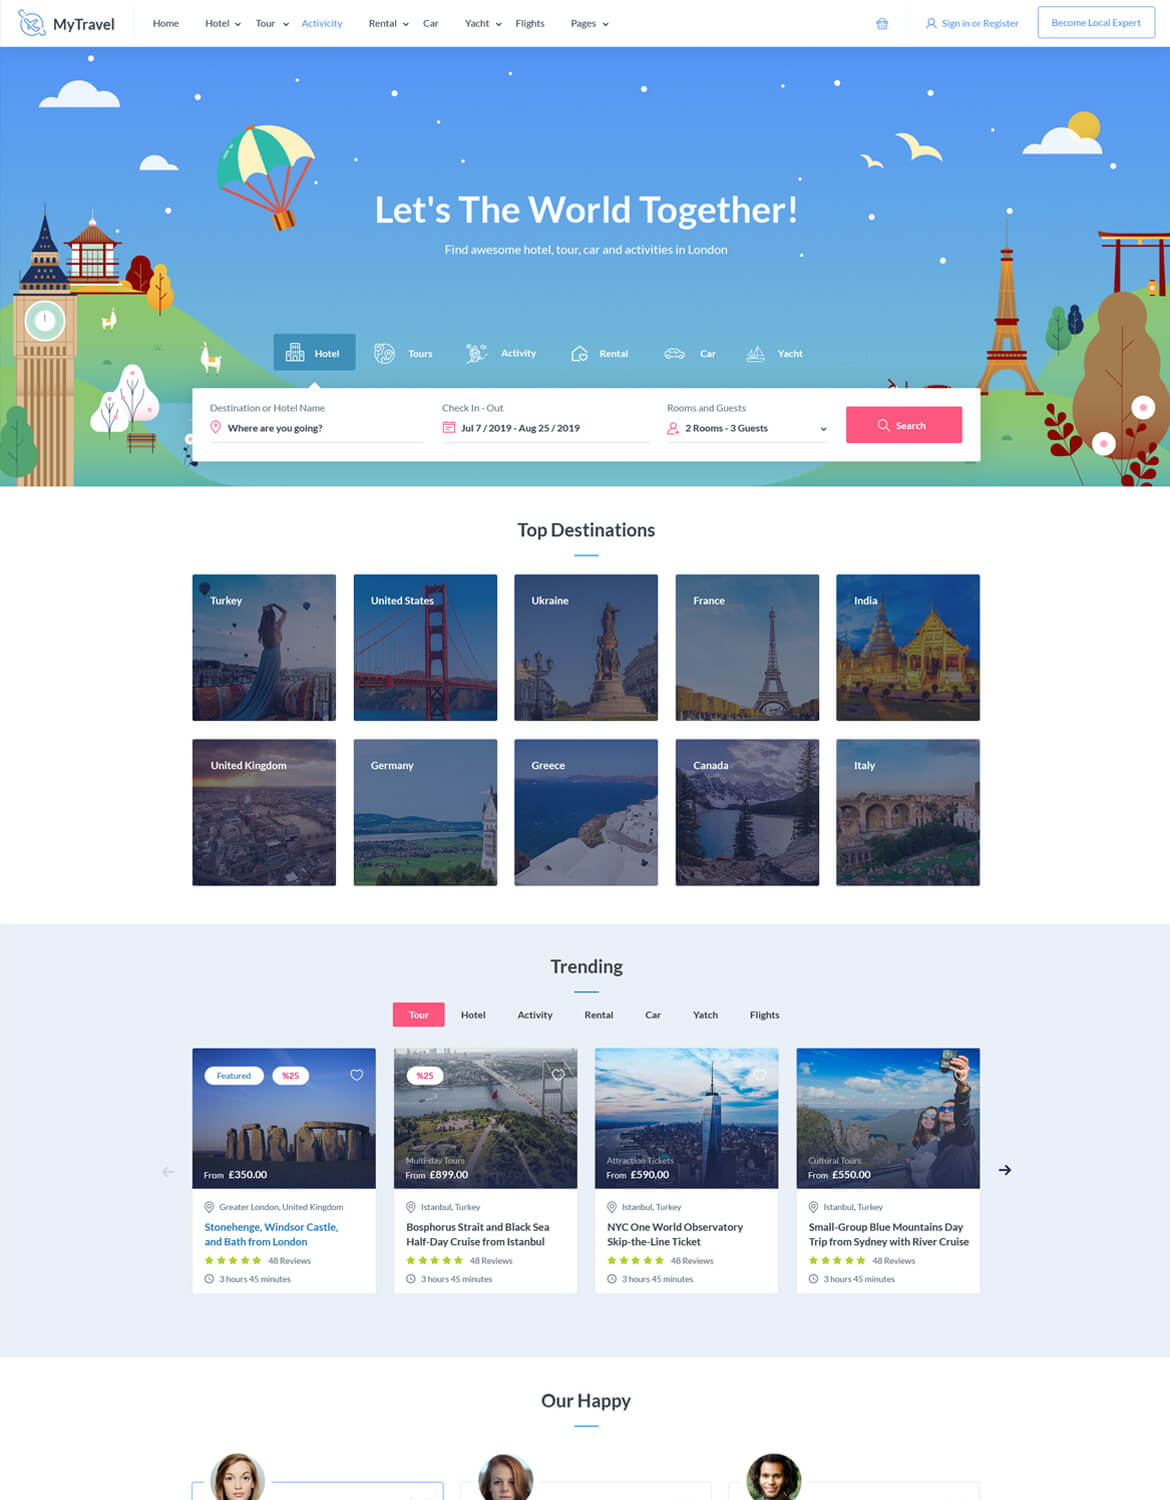 MyTravel
Home Hotel Tour Activicity Rental Car Yacht Flights Pages
Sign in or Register
Become Local Expert
Let's The World Together!
Find awesome hotel, tour, car and activities in London
Hotel Tours Activity Rental Car Yacht
Destination or Hotel Name
Where are you going?
Check In - Out
Jul 7 / 2019 - Aug 25 / 2019
Rooms and Guests
2 Rooms - 3 Guests
Search
Top Destinations
Turkey
United States
Ukraine
France
India
United Kingdom
Germany
Greece
Canada
Italy
Trending
Tour Hotel Activity Rental Car Yatch Flights
Featured
%25
From £350.00
Greater London, United Kingdom
Stonehenge, Windsor Castle,
and Bath from London
48 Reviews
3 hours 45 minutes
%25
Multi-day Tours
From £899.00
Istanbul, Turkey
Bosphorus Strait and Black Sea
Half-Day Cruise from Istanbul
48 Reviews
3 hours 45 minutes
Attraction Tickets
From £590.00
Istanbul, Turkey
NYC One World Observatory
Skip-the-Line Ticket
48 Reviews
3 hours 45 minutes
Cultural Tours
From £550.00
Istanbul, Turkey
Small-Group Blue Mountains Day
Trip from Sydney with River Cruise
48 Reviews
3 hours 45 minutes
Our Happy